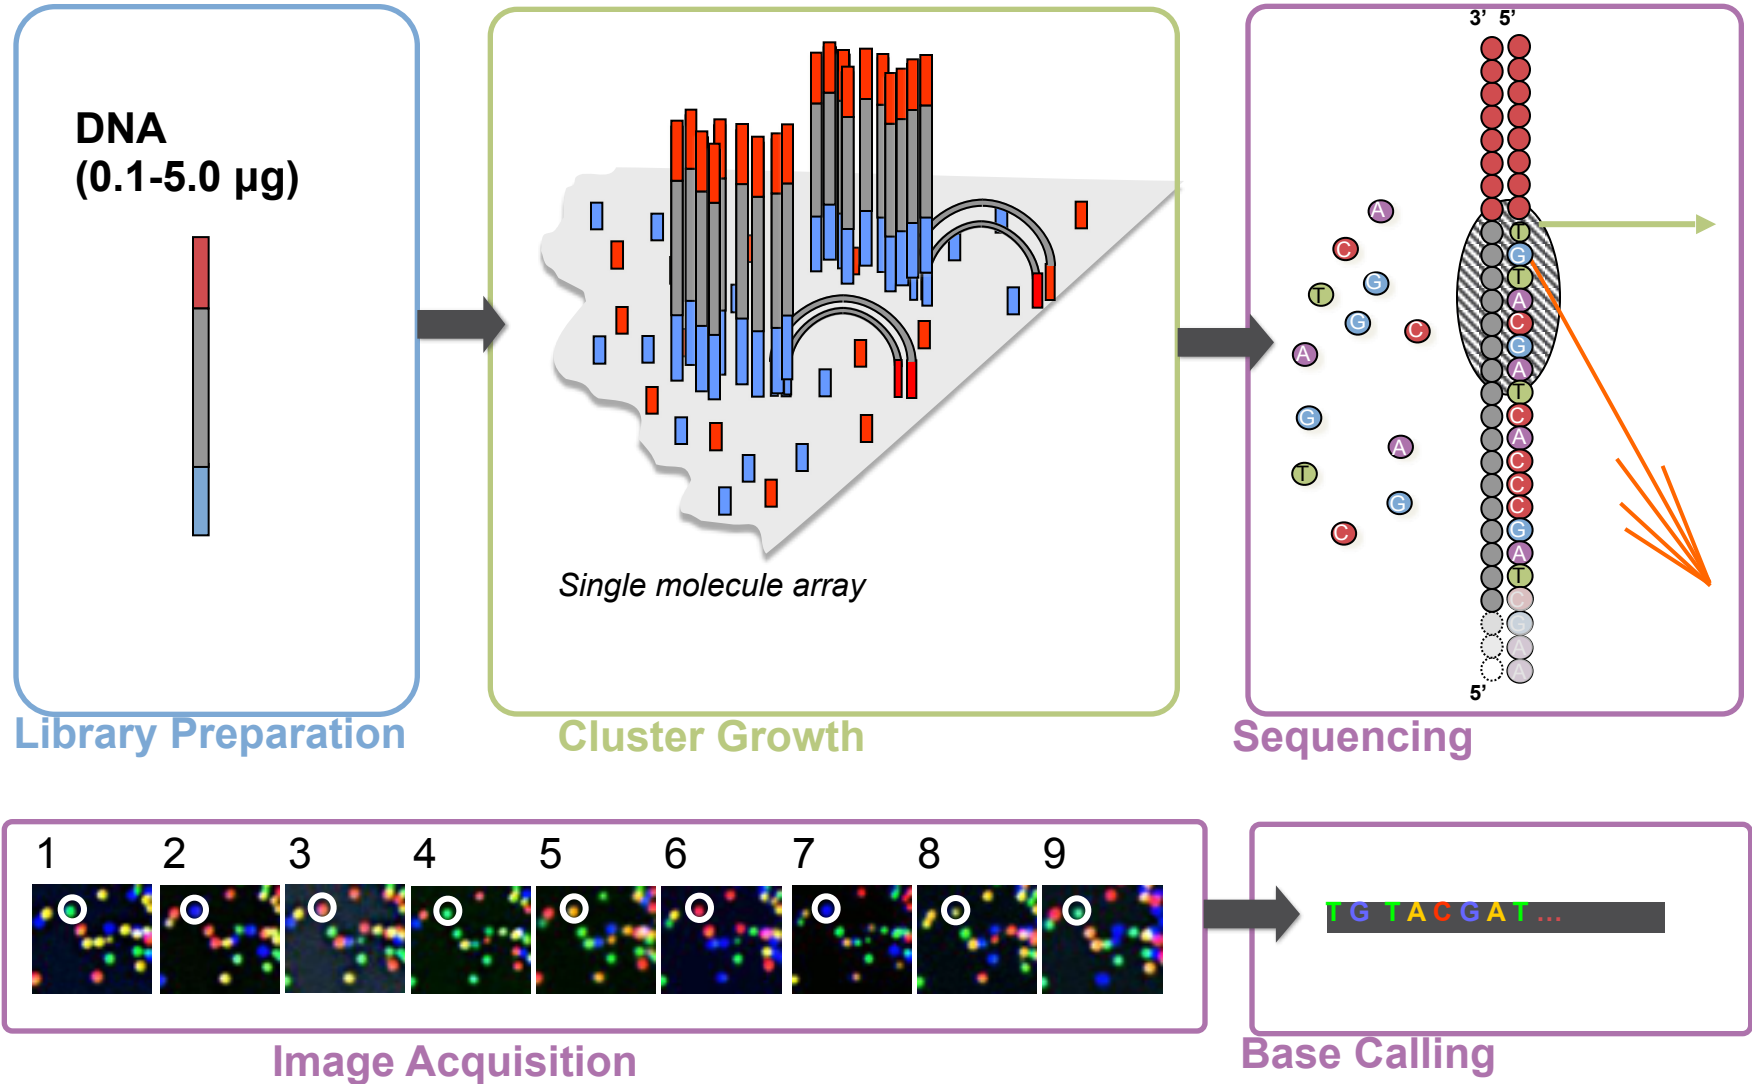 DNA
(0.1-5.0 µg)
Library Preparation
Single molecule array
Cluster Growth
3’ 5’
A
C
G
T
G
C
A
G
A
T
G
C
T
G
T
A
C
G
A
T
C
A
C
C
C
G
A
T
C
G
A
A
5’
Sequencing
1 2 3 4 5 6 7 8 9
Image Acquisition
T G T A C G A T ...
Base Calling